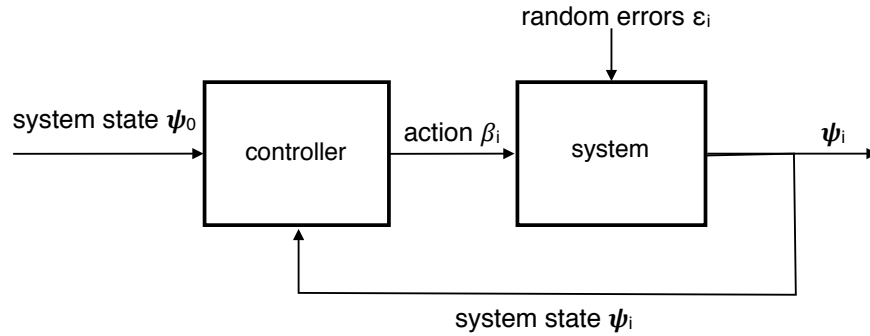 random errors εᵢ
system state 𝝍₀
controller
action βᵢ
system
𝝍ᵢ
system state 𝝍ᵢ